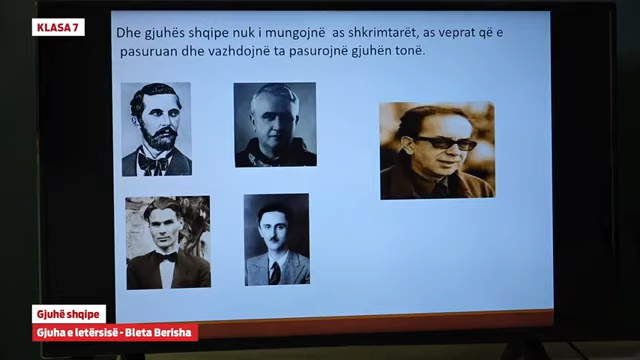 KLASA 7
Dhe gjuhës shqipe nuk i mungojnë as shkrimtarët, as veprat që e
pasuruan dhe vazhdojnë ta pasurojnë gjuhën tonë.
Gjuhë shqipe
Gjuha e letërsisë - Bleta Berisha